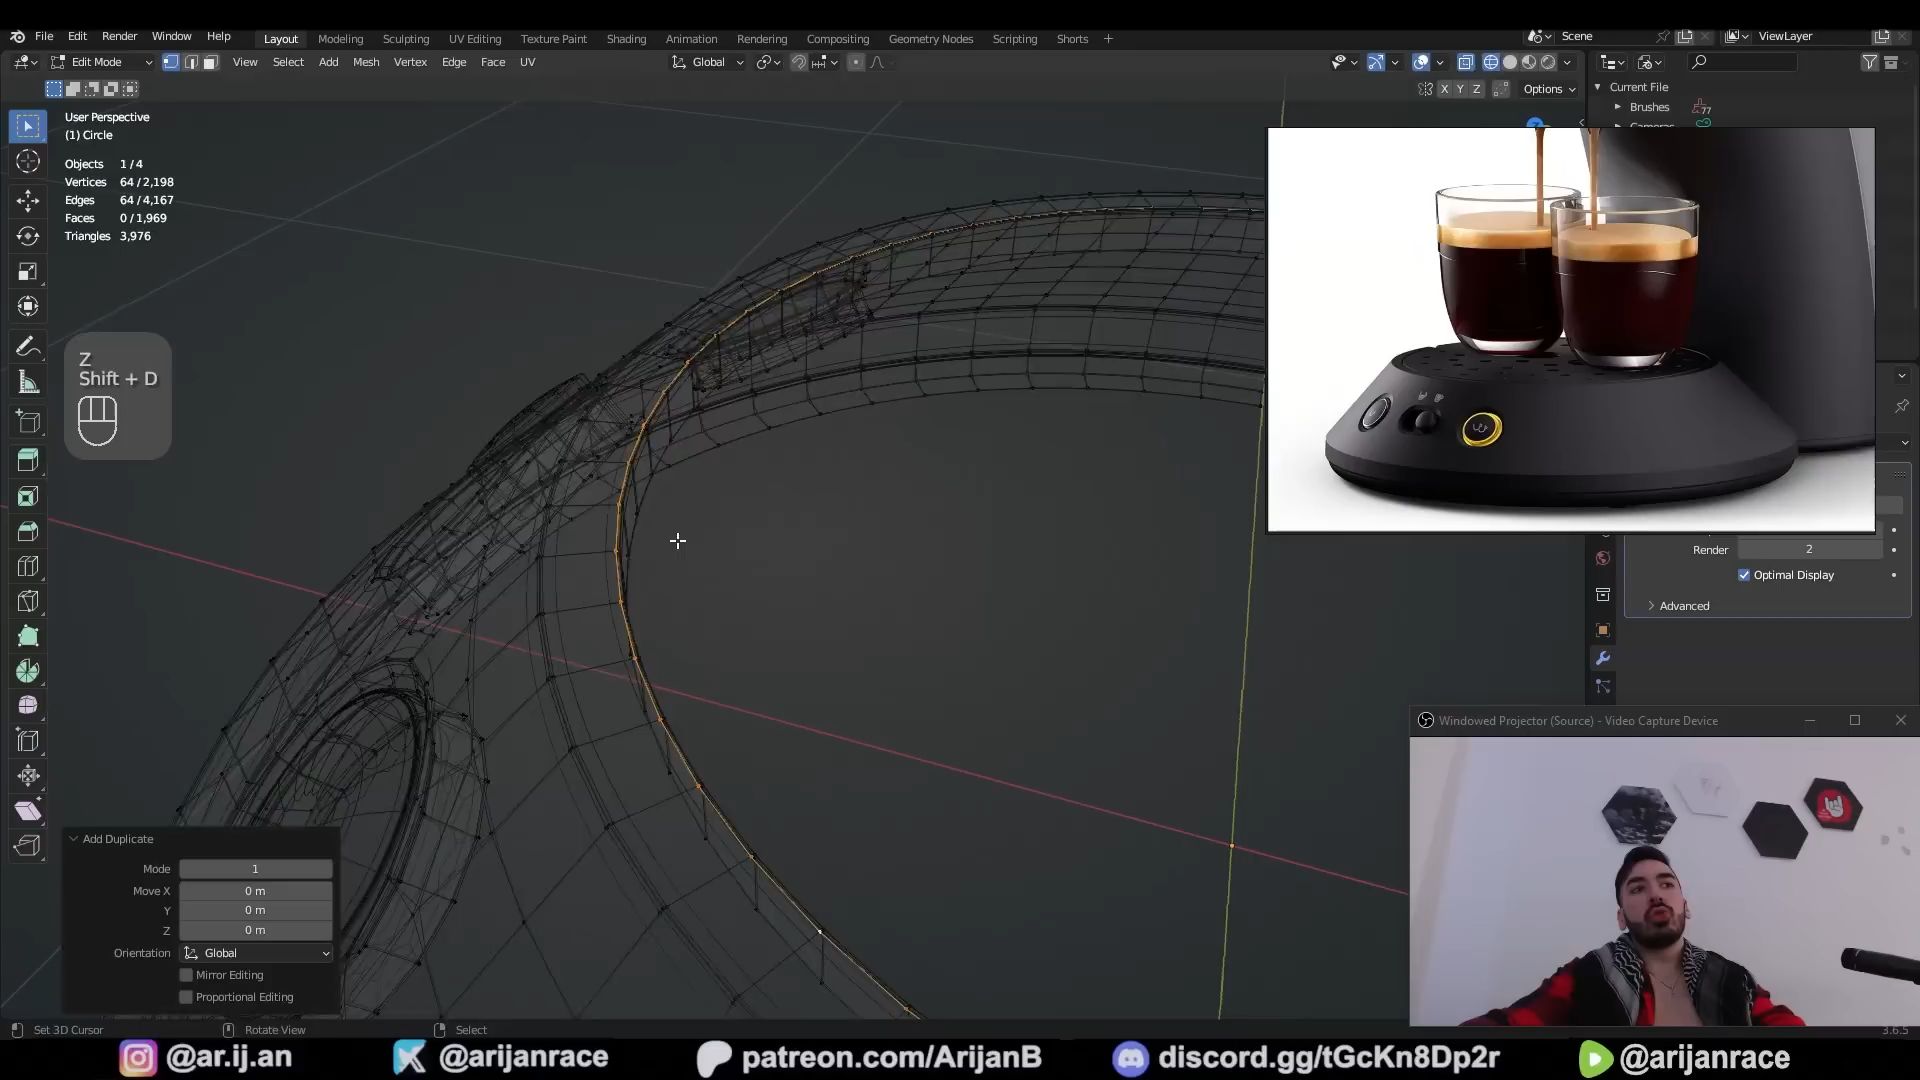 File Edit Render Window Help Layout Modeling Sculpting UV Editing Texture Paint Shading Animation Rendering Compositing Geometry Nodes Scripting Shorts + Scene ViewLayer
Edit Mode View Select Add Mesh Vertex Edge Face UV Global
X Y Z Options
Current File
Brushes
77
Cameras
User Perspective
(1) Circle
Objects 1 / 4
Vertices 64 / 2,198
Edges 64 / 4,167
Faces 0 / 1,969
Triangles 3,976
Z
Shift + D
Render 2
Optimal Display
Advanced
Windowed Projector (Source) - Video Capture Device
Add Duplicate
Mode 1
Move X 0 m
Y 0 m
Z 0 m
Orientation Global
Mirror Editing
Proportional Editing
Set 3D Cursor Rotate View Select 3.6.5
@ar.ij.an @arijanrace patreon.com/ArijanB discord.gg/tGcKn8Dp2r @arijanrace